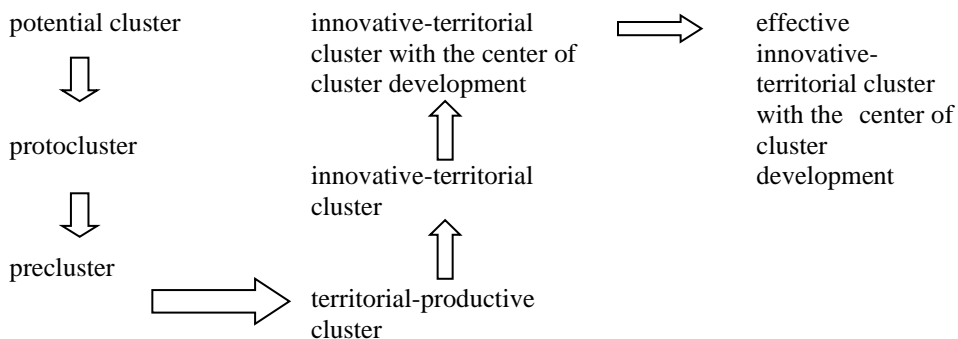 potential cluster
protocluster
precluster
territorial-productive
cluster
innovative-territorial
cluster
innovative-territorial
cluster with the center of
cluster development
effective
innovative-
territorial cluster
with the center of
cluster
development